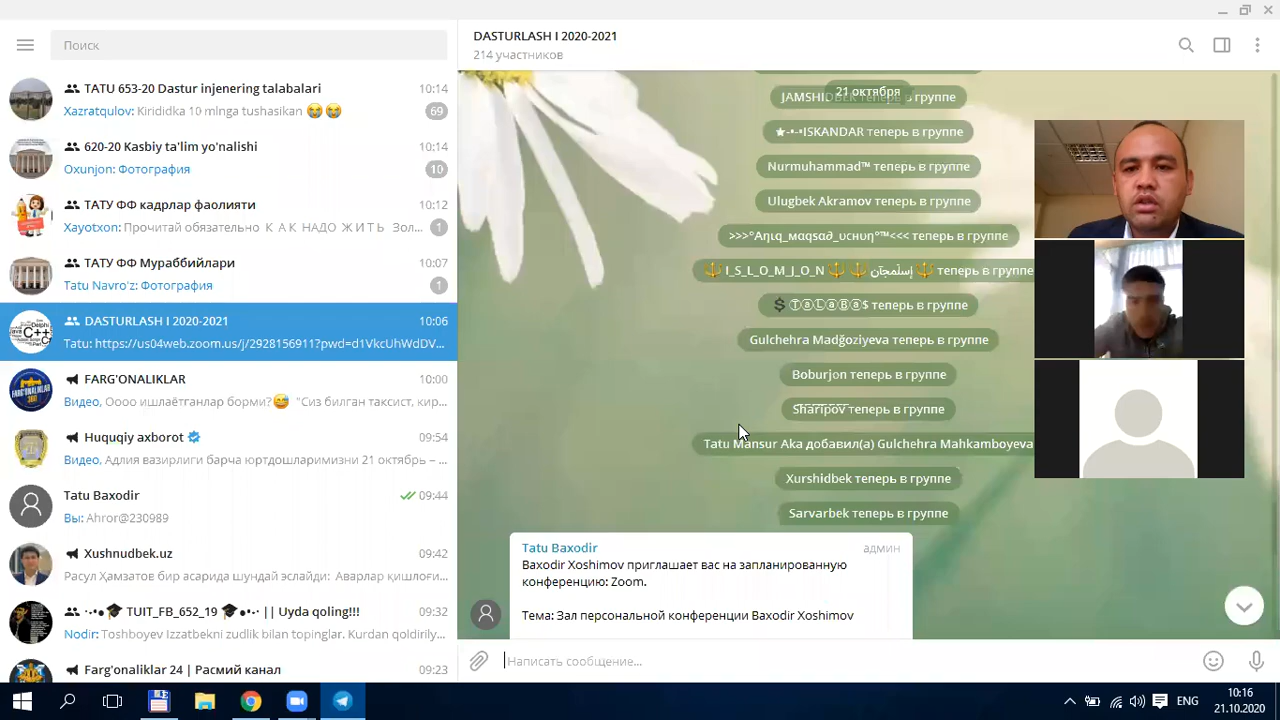 Поиск
TATU 653-20 Dastur injenering talabalari 10:14
Xazratqulov: Kirididka 10 mlnga tushasikan 😭 😭 69
620-20 Kasbiy ta'lim yo'nalishi 10:14
Oxunjon: Фотография 10
ТАТУ ФФ кадрлар фаолияти 10:12
Xayotxon: Прочитай обязательно К А К НАДО Ж И Т Ь Зол... 1
ТАТУ ФФ Мураббийлари 10:07
Tatu Navro'z: Фотография 1
DASTURLASH I 2020-2021 10:06
Tatu: https://us04web.zoom.us/j/2928156911?pwd=d1VkcUhWdDV...
FARG'ONALIKLAR 10:00
Видео, Оооо ишлаётганлар борми?😅 "Сиз билган таксист, кир...
Huquqiy axborot 09:54
Видео, Адлия вазирлиги барча юртдошларимизни 21 октябрь – ...
Tatu Baxodir 09:44
Вы: Ahror@230989
Xushnudbek.uz 09:42
Расул Ҳамзатов бир асарида шундай эслайди: Аварлар қишлоғи...
·-•●🎓 TUIT_FB_652_19 🎓●•-· || Uyda qoling!!! 09:32
Nodir: Toshboyev Izzatbekni zudlik bilan topinglar. Kurdan qoldirily...
Farg'onaliklar 24 | Расмий канал 09:23
DASTURLASH I 2020-2021
214 участников
21 октября
JAMSHIDBEK теперь в группе
★-•-•ISKANDAR теперь в группе
Nurmuhammad™ теперь в группе
Ulugbek Akramov теперь в группе
>>>°Aηιq_мαqsα∂_υcнυη°™<<< теперь в группе
🔱 I_S_L_O_M_J_O_N 🔱 🔱 🔱 теперь в группе
💲ⓉⓐⓛⓐⒷⓐ$ теперь в группе
Gulchehra Madğoziyeva теперь в группе
Boburjon теперь в группе
Sharipov теперь в группе
Tatu Mansur Aka добавил(а) Gulchehra Mahkamboyeva
Xurshidbek теперь в группе
Sarvarbek теперь в группе
Tatu Baxodir админ
Baxodir Xoshimov приглашает вас на запланированную
конференцию: Zoom.
Тема: Зал персональной конференции Baxodir Xoshimov
Написать сообщение...
ENG
10:16
21.10.2020